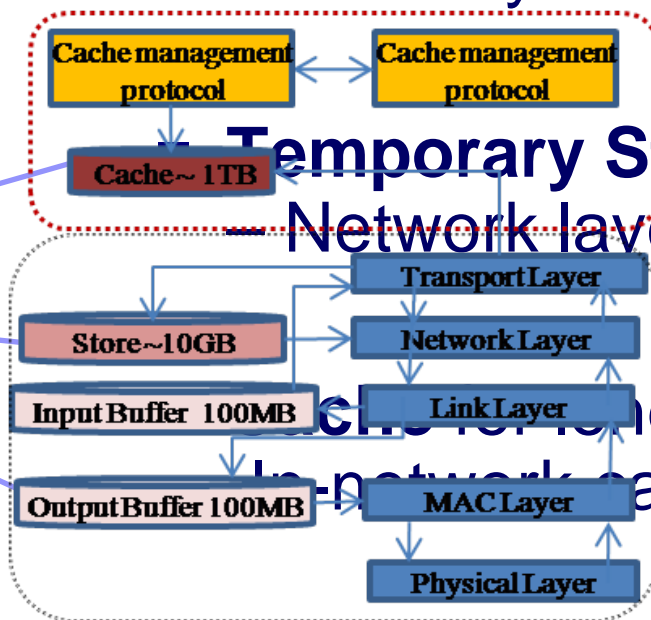 Cache management protocol
Cache management protocol
Temporary S
Cache~ 1TB
– Network lay
Transport Layer
Store~10GB
Network Layer
Input Buffer 100MB
Link Layer
In-network ca
Output Buffer 100MB
MAC Layer
Physical Layer